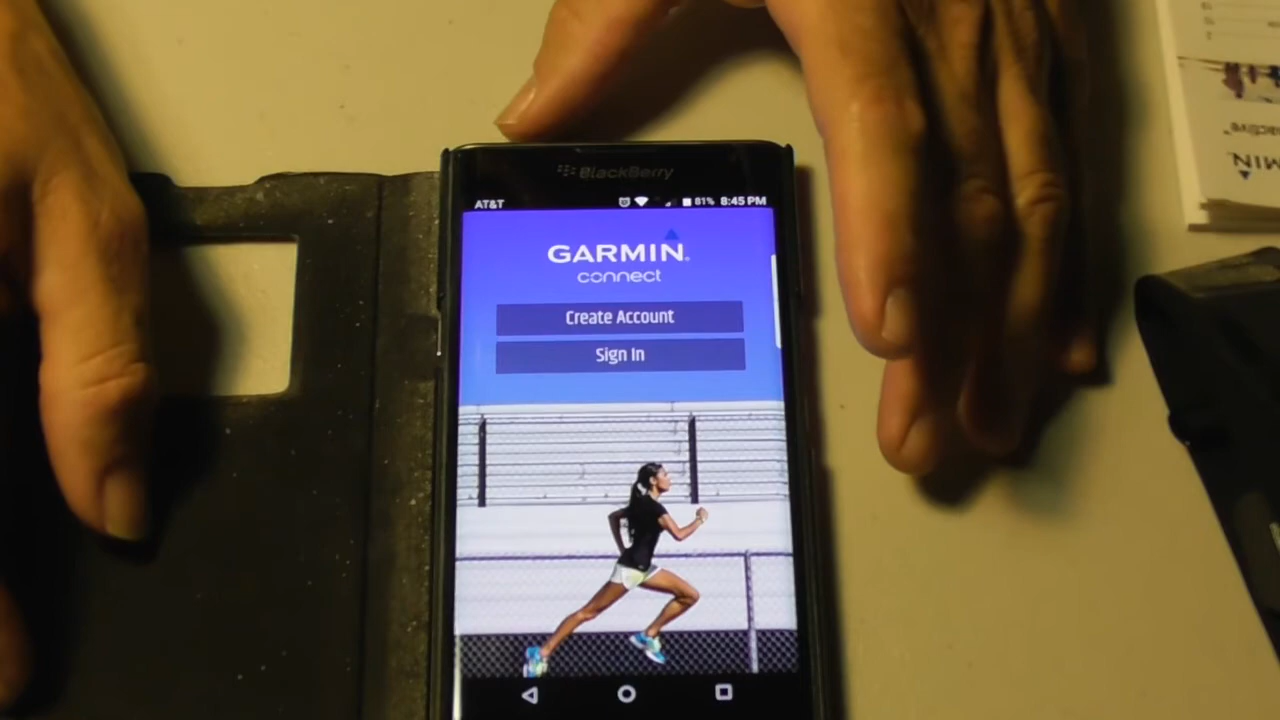 BlackBerry
AT&T 81% 8:45 PM
GARMIN
connect
Create Account
Sign In